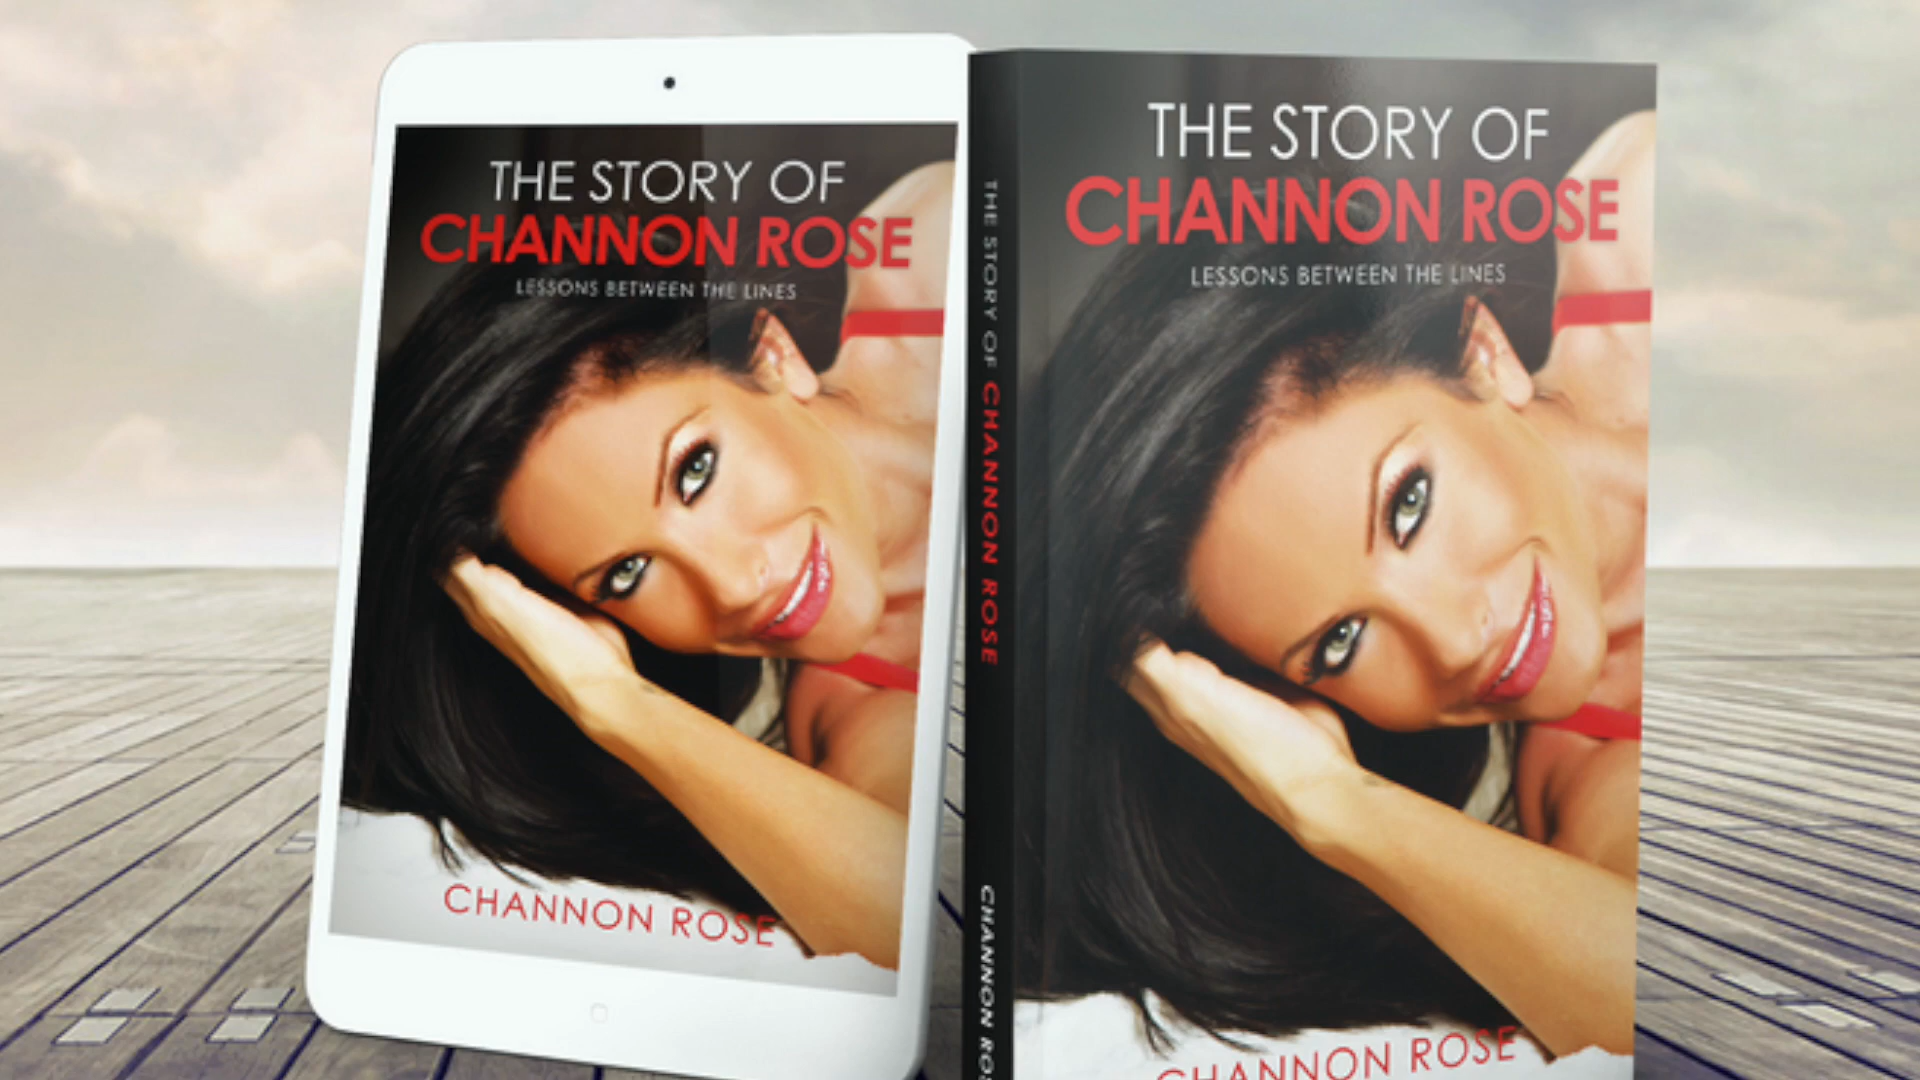 THE STORY OF
CHANNON ROSE
LESSONS BETWEEN THE LINES
CHANNON ROSE
THE STORY OF CHANNON ROSE
CHANNON ROS
THE STORY OF
CHANNON ROSE
LESSONS BETWEEN THE LINES
CHANNON ROSE